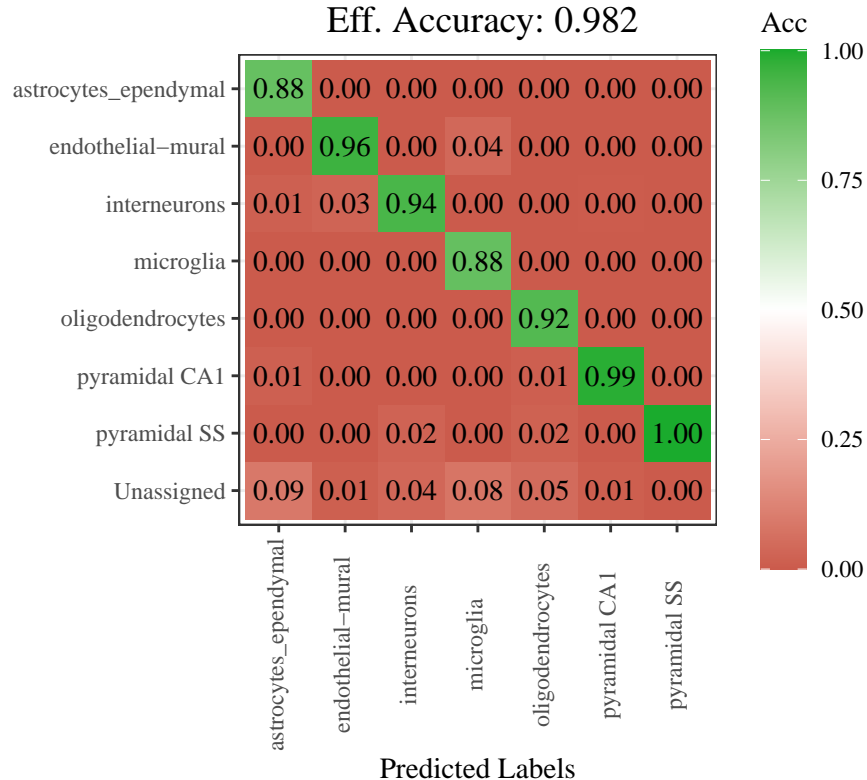 Eff. Accuracy: 0.982
Acc
astrocytes_ependymal 0.88 0.00 0.00 0.00 0.00 0.00 0.00
endothelial−mural 0.00 0.96 0.00 0.04 0.00 0.00 0.00
interneurons 0.01 0.03 0.94 0.00 0.00 0.00 0.00
microglia 0.00 0.00 0.00 0.88 0.00 0.00 0.00
oligodendrocytes 0.00 0.00 0.00 0.00 0.92 0.00 0.00
pyramidal CA1 0.01 0.00 0.00 0.00 0.01 0.99 0.00
pyramidal SS 0.00 0.00 0.02 0.00 0.02 0.00 1.00
Unassigned 0.09 0.01 0.04 0.08 0.05 0.01 0.00
1.00
0.75
0.50
0.25
0.00
astrocytes_ependymal
endothelial−mural
interneurons
microglia
oligodendrocytes
pyramidal CA1
pyramidal SS
Predicted Labels